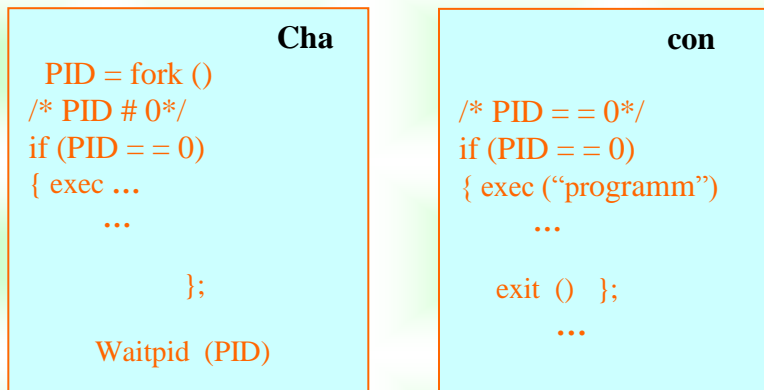 Cha
PID = fork ()
/* PID # 0*/
if (PID = = 0)
{ exec …
…
};
Waitpid (PID)
con
/* PID = = 0*/
if (PID = = 0)
{ exec (“programm”)
…
exit () };
…